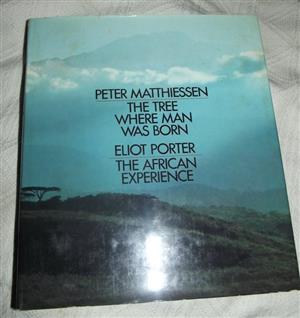 PETER MATTHIESSEN
THE TREE
WHERE MAN
WAS BORN
ELIOT PORTER
THE AFRICAN
EXPERIENCE